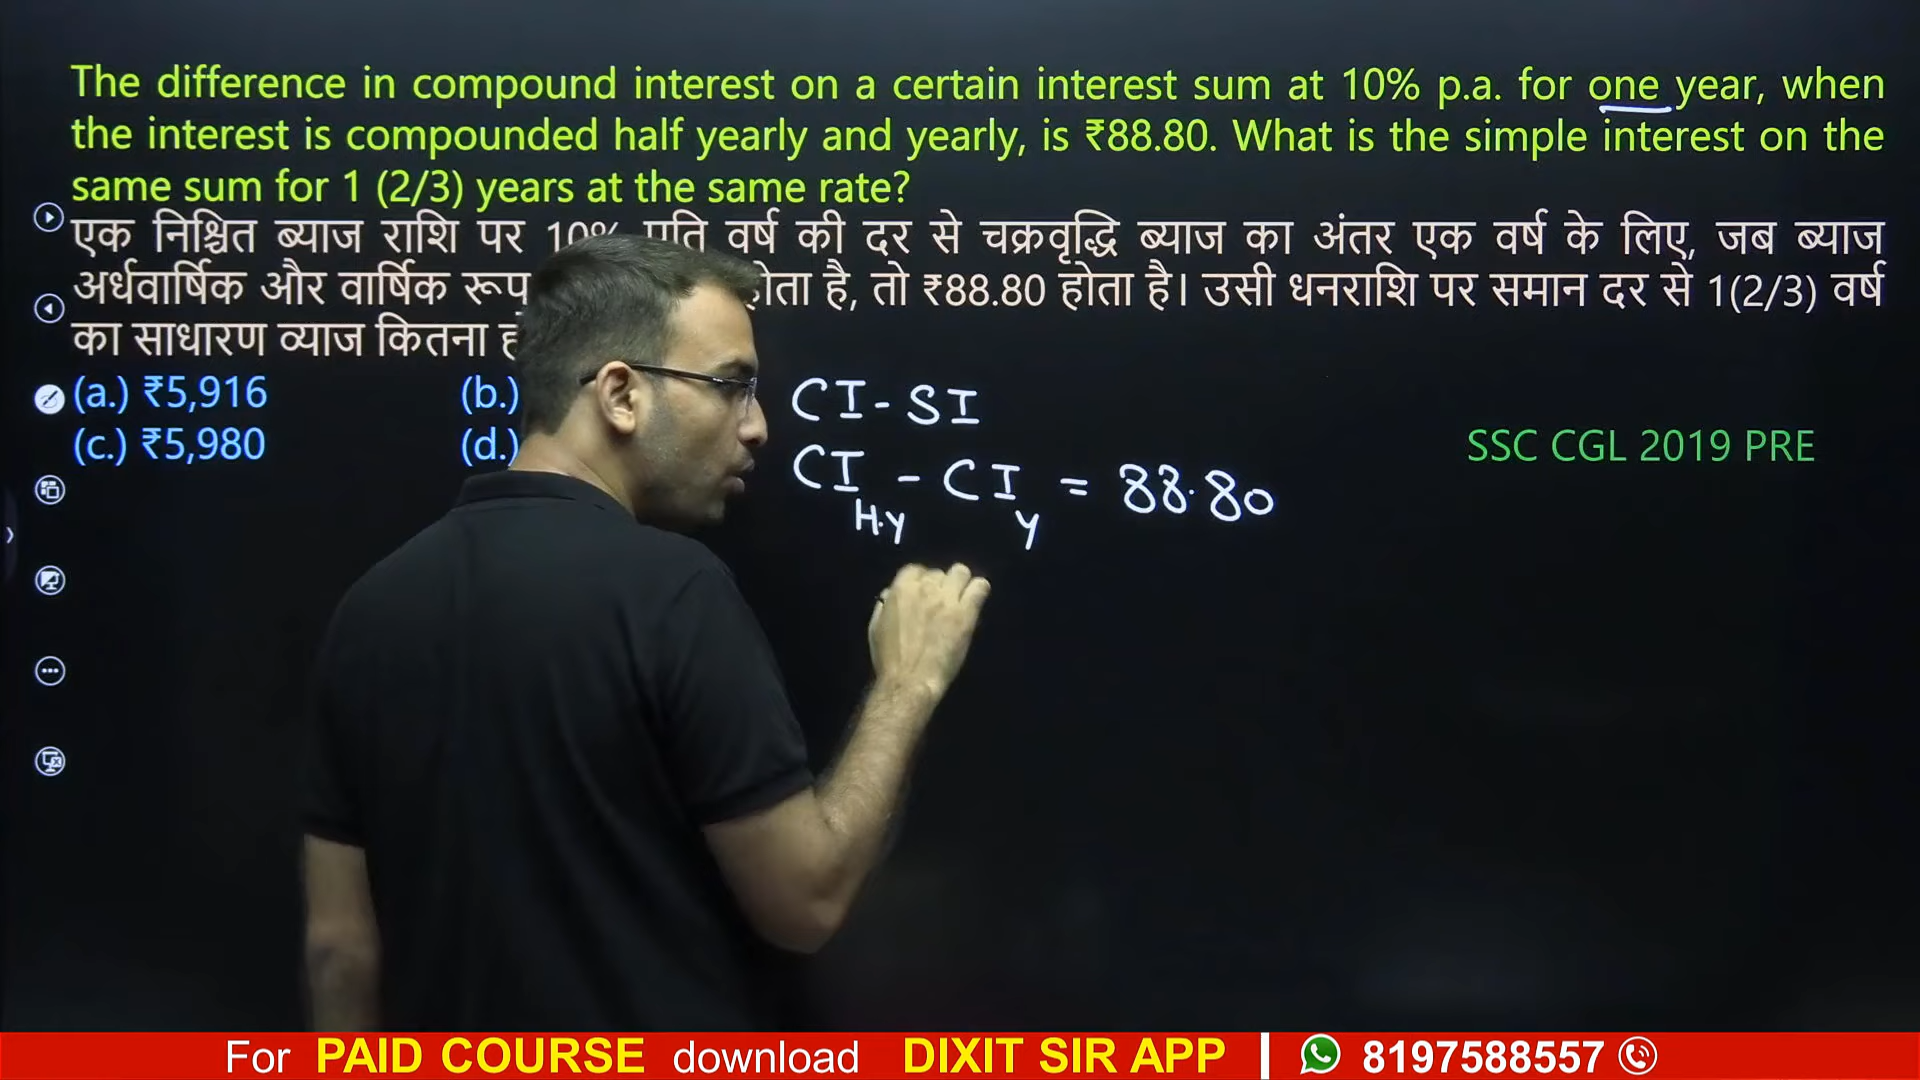 The difference in compound interest on a certain interest sum at 10% p.a. for one year, when
the interest is compounded half yearly and yearly, is ₹88.80. What is the simple interest on the
same sum for 1 (2/3) years at the same rate?
एक निश्चित ब्याज राशि पर 10% प्रति वर्ष की दर से चक्रवृद्धि ब्याज का अंतर एक वर्ष के लिए, जब ब्याज
अर्धवार्षिक और वार्षिक होता है, तो ₹88.80 होता है। उसी धनराशि पर समान दर से 1(2/3) वर्ष
का साधारण व्याज कितना
(a.) ₹5,916 (b.)
(c.) ₹5,980 (d.)
CI - SI
CI H.Y - CI Y = 88.80
SSC CGL 2019 PRE
For PAID COURSE download DIXIT SIR APP | 8197588557